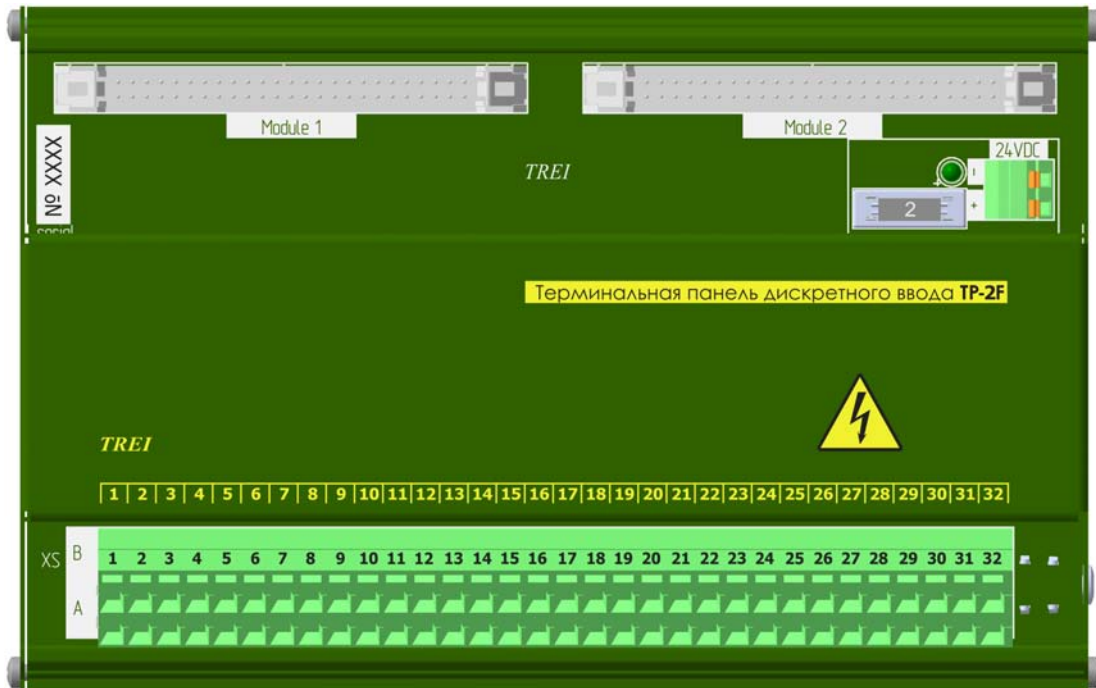 Module 1
Module 2
24VDC
№ XXXX
TREI
-
2
+
Терминальная панель дискретного ввода TP-2F
TREI
1 2 3 4 5 6 7 8 9 10 11 12 13 14 15 16 17 18 19 20 21 22 23 24 25 26 27 28 29 30 31 32
XS B 1 2 3 4 5 6 7 8 9 10 11 12 13 14 15 16 17 18 19 20 21 22 23 24 25 26 27 28 29 30 31 32
A